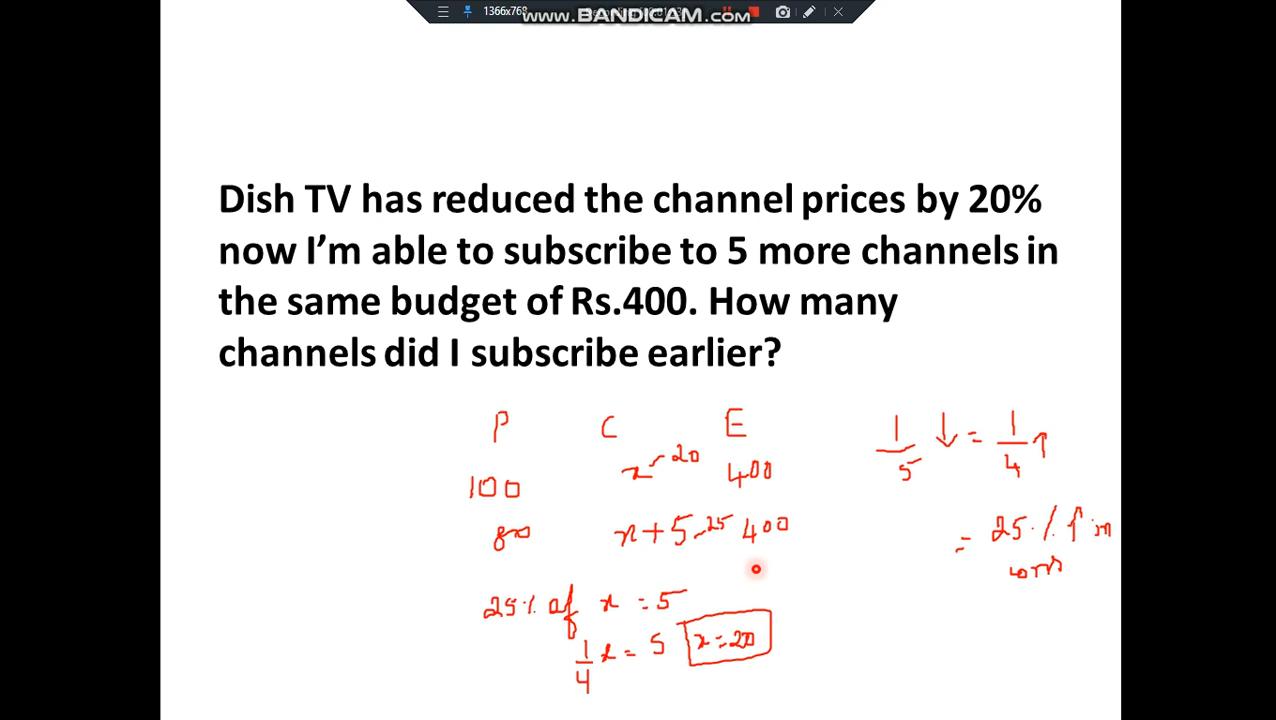 1366x768
www.BANDICAM.com
Dish TV has reduced the channel prices by 20%
now I’m able to subscribe to 5 more channels in
the same budget of Rs.400. How many
channels did I subscribe earlier?
P C E
100 x 20 400
80 x+5 25 400
25% of x = 5
1/4 x = 5 x=20
1/5 ↓ = 1/4 ↑
= 25% ↑ in